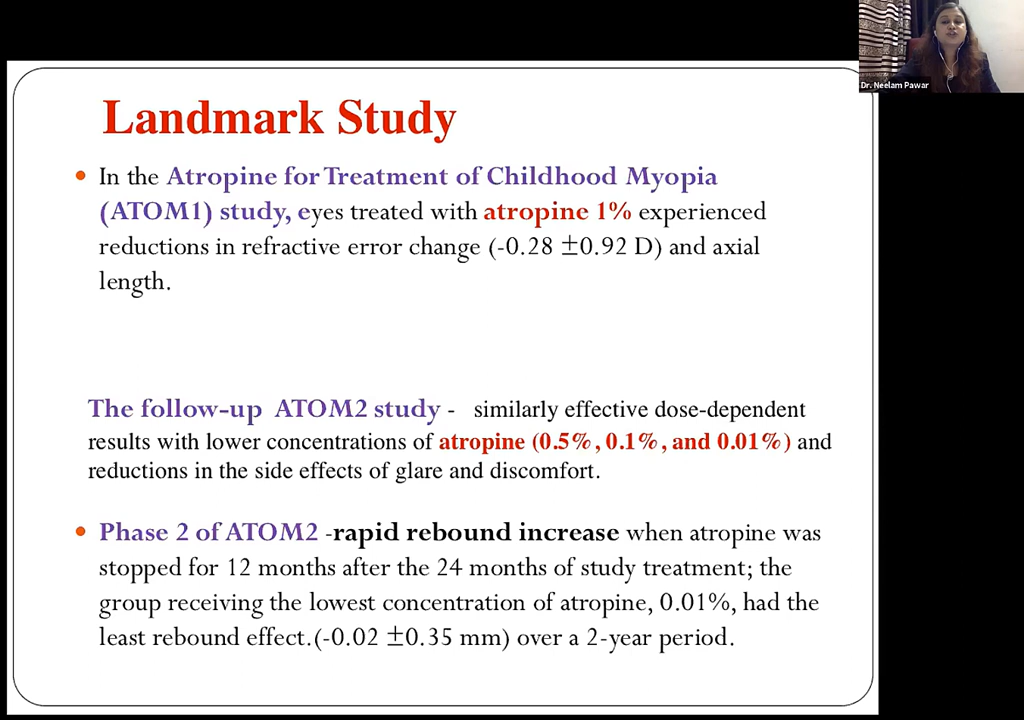 Dr. Neelam Pawar
Landmark Study
• In the Atropine for Treatment of Childhood Myopia
(ATOM1) study, eyes treated with atropine 1% experienced
reductions in refractive error change (-0.28 ±0.92 D) and axial
length.
The follow-up ATOM2 study - similarly effective dose-dependent
results with lower concentrations of atropine (0.5%, 0.1%, and 0.01%) and
reductions in the side effects of glare and discomfort.
• Phase 2 of ATOM2 -rapid rebound increase when atropine was
stopped for 12 months after the 24 months of study treatment; the
group receiving the lowest concentration of atropine, 0.01%, had the
least rebound effect.(-0.02 ±0.35 mm) over a 2-year period.